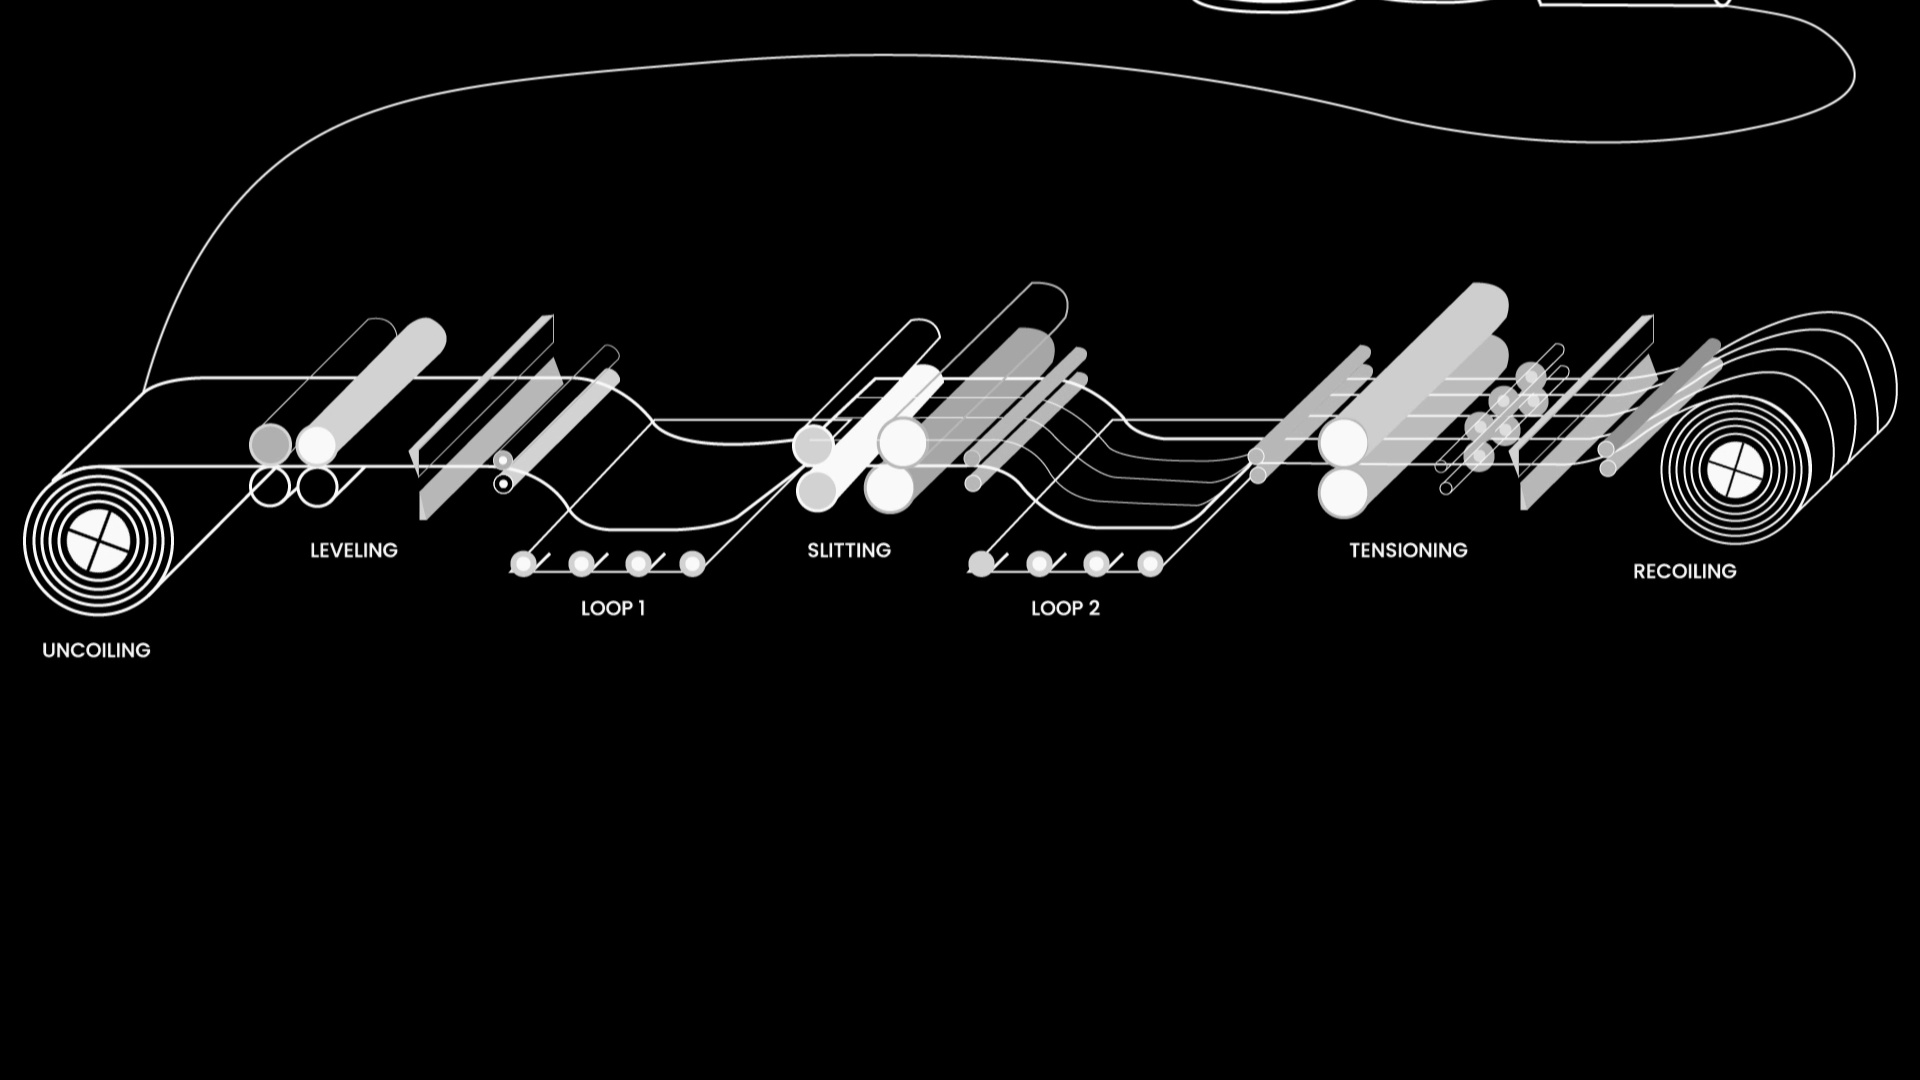 UNCOILING
LEVELING
LOOP 1
SLITTING
LOOP 2
TENSIONING
RECOILING